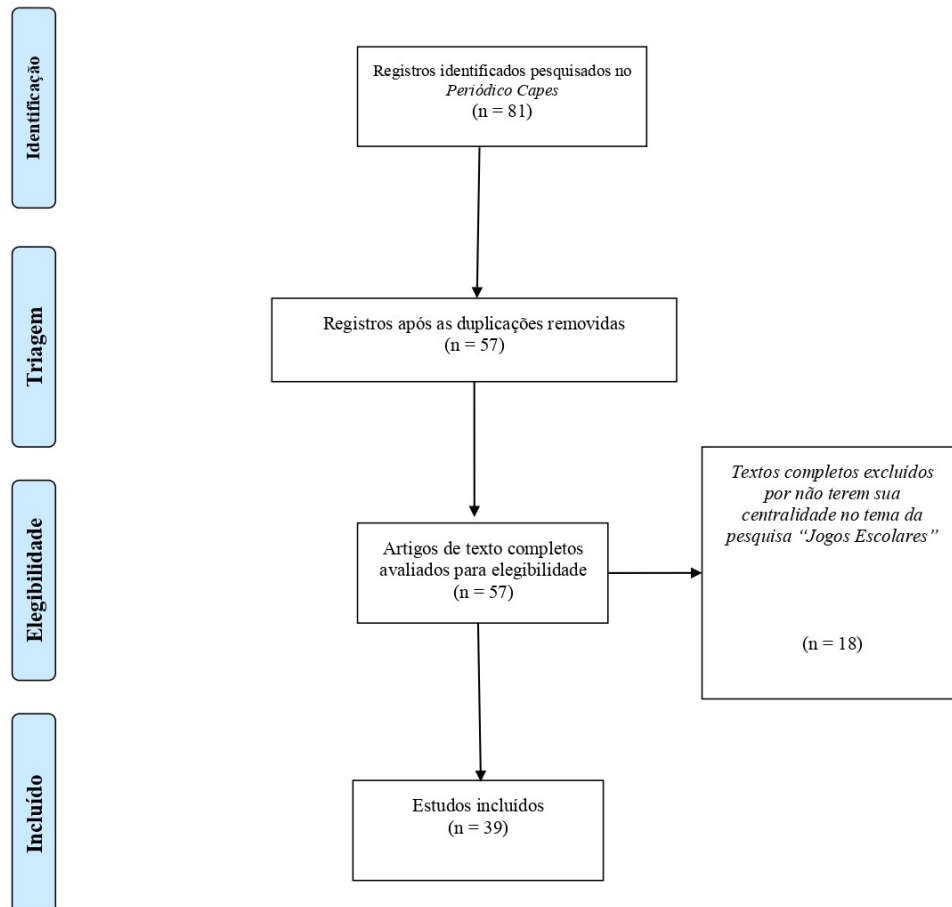 Identificação
Registros identificados pesquisados no
Periódico Capes
(n = 81)
Triagem
Registros após as duplicações removidas
(n = 57)
Elegibilidade
Artigos de texto completos
avaliados para elegibilidade
(n = 57)
Textos completos excluídos
por não terem sua
centralidade no tema da
pesquisa “Jogos Escolares”
(n = 18)
Incluído
Estudos incluídos
(n = 39)